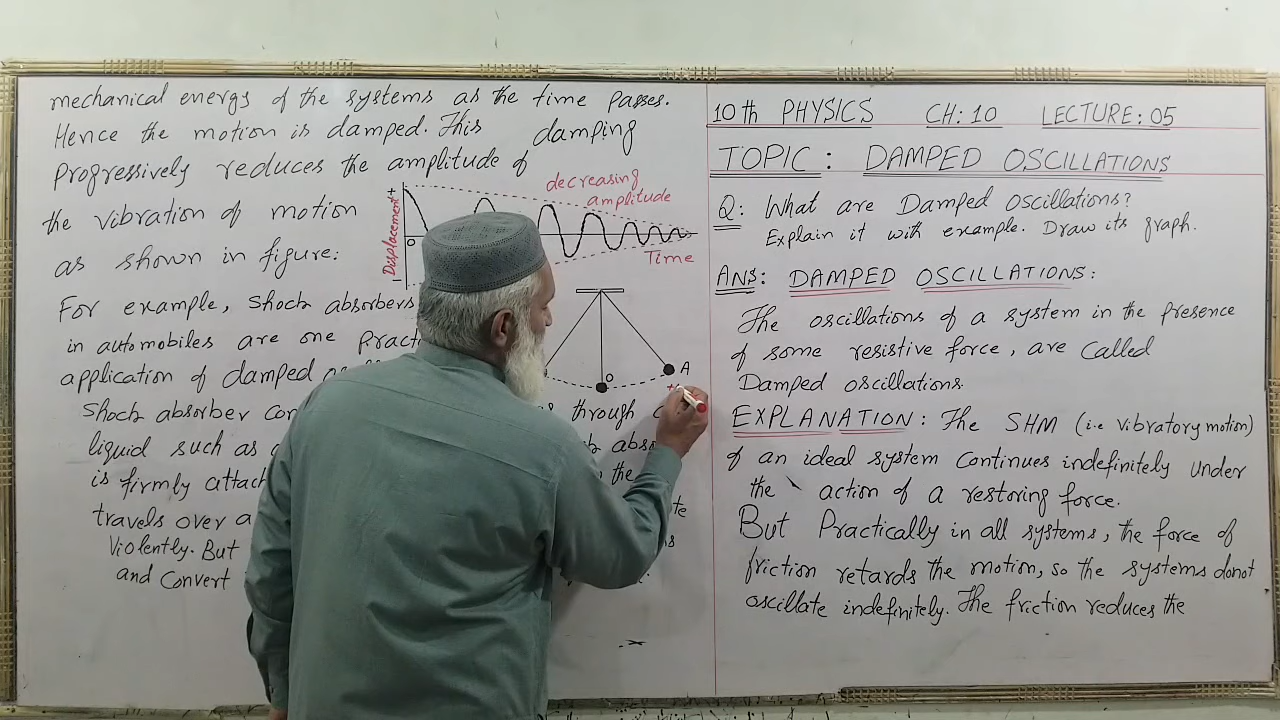 10th PHYSICS CH: 10 LECTURE: 05
TOPIC: DAMPED OSCILLATIONS
Q: What are Damped Oscillations?
Explain it with example. Draw its graph.
ANS: DAMPED OSCILLATIONS:
The oscillations of a system in the presence
of some resistive force, are called
Damped oscillations.
EXPLANATION: The SHM (i.e vibratory motion)
of an ideal system continues indefinitely under
the action of a restoring force.
But Practically in all systems, the force of
friction retards the motion, so the systems donot
oscillate indefinitely. The friction reduces the
mechanical energy of the systems as the time passes.
Hence the motion is damped. This damping
Progressively reduces the amplitude of
the vibration of motion
as shown in figure:
+
Displacement
O
-
decreasing
amplitude
Time
For example, Shock absorbers
in automobiles are one
application of damped
O
A
+
Shock absorber through
liquid such as
is firmly the
travels over a
Violently. But
and Convert